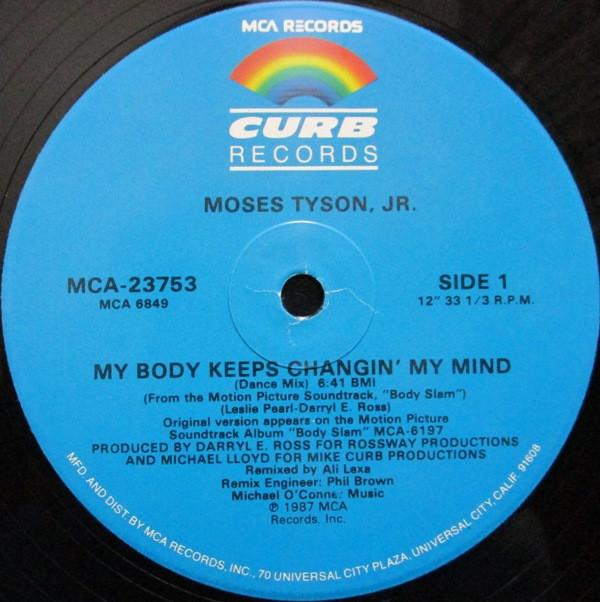 MCA RECORDS
CURB
RECORDS
MOSES TYSON, JR.
MCA-23753
MCA 6849
SIDE 1
12" 33 1/3 R.P.M.
MY BODY KEEPS CHANGIN' MY MIND
(Dance Mix) 6:41 BMI
(From the Motion Picture Soundtrack, "Body Slam")
(Leslie Pearl-Darryl E. Ross)
Original version appears on the Motion Picture
Soundtrack Album "Body Slam" MCA-6197
PRODUCED BY DARRYL E. ROSS FOR ROSSWAY PRODUCTIONS
AND MICHAEL LLOYD FOR MIKE CURB PRODUCTIONS
Remixed by Ali Lexa
Remix Engineer: Phil Brown
Michael O'Conner Music
℗ 1987 MCA
Records, Inc.
MFD. AND DIST. BY MCA RECORDS, INC., 70 UNIVERSAL CITY PLAZA, UNIVERSAL CITY, CALIF. 91608